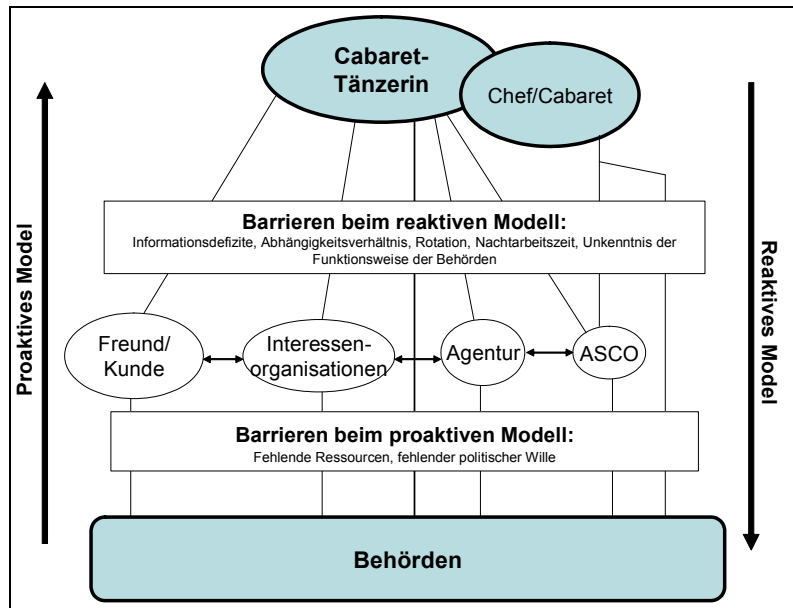 Cabaret-
Tänzerin
Chef/Cabaret
Proaktives Model
Reaktives Model
Barrieren beim reaktiven Modell:
Informationsdefizite, Abhängigkeitsverhältnis, Rotation, Nachtarbeitszeit, Unkenntnis der
Funktionsweise der Behörden
Freund/
Kunde
Interessen-
organisationen
Agentur
ASCO
Barrieren beim proaktiven Modell:
Fehlende Ressourcen, fehlender politischer Wille
Behörden